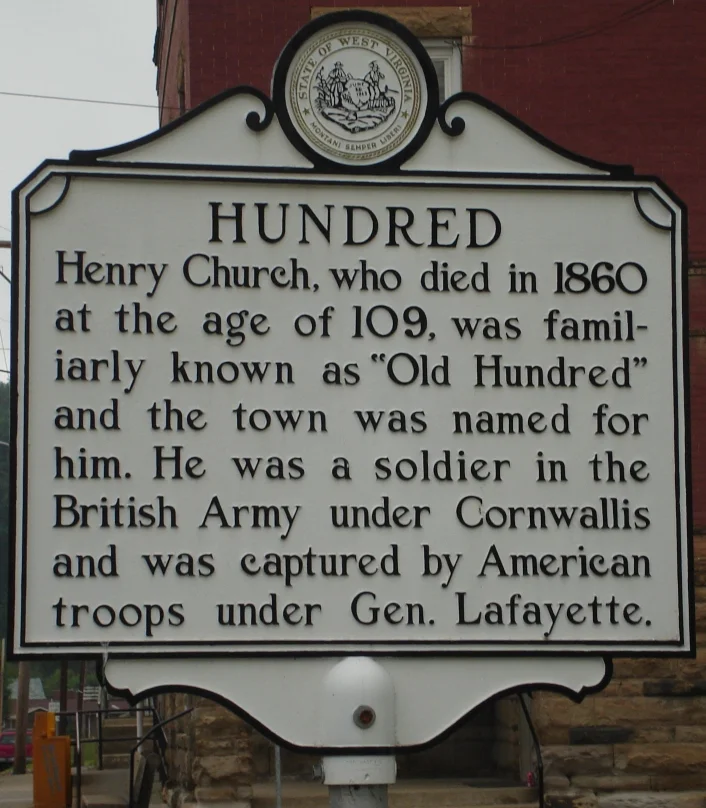 STATE OF WEST VIRGINIA
MONTANI SEMPER LIBERI
HUNDRED
Henry Church, who died in 1860
at the age of 109, was famil-
iarly known as "Old Hundred"
and the town was named for
him. He was a soldier in the
British Army under Cornwallis
and was captured by American
troops under Gen. Lafayette.